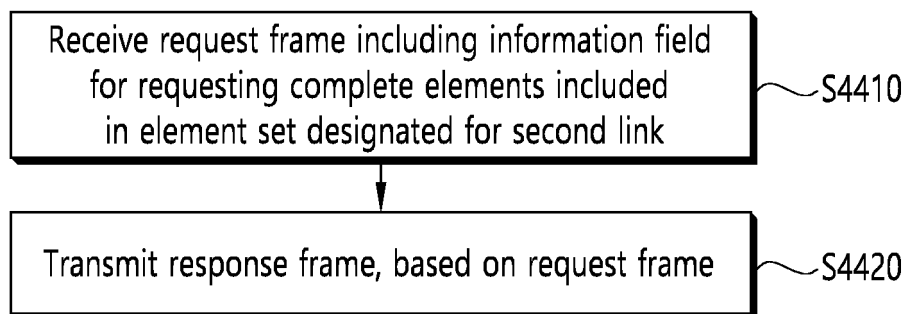 Receive request frame including information field
for requesting complete elements included
in element set designated for second link
S4410
Transmit response frame, based on request frame
S4420